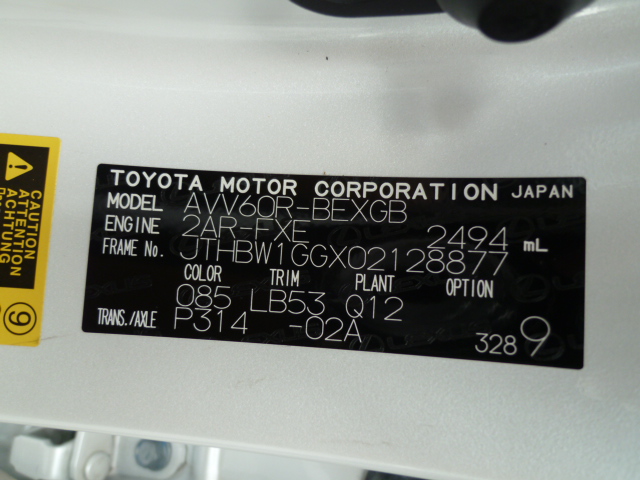 TOYOTA MOTOR CORPORATION JAPAN
MODEL AVV60R-BEXGB
ENGINE 2AR-FXE 2494 mL
FRAME No. JTHBW1GGX02128877
COLOR TRIM PLANT OPTION
085 LB53 Q12
TRANS./AXLE P314 -02A
328 9
CAUTION
ATTENTION
ACHTUNG
9